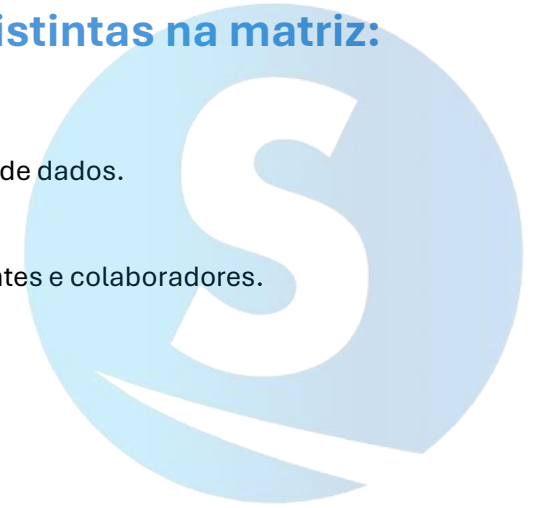 istintas na matriz:
de dados.
ntes e colaboradores.
S